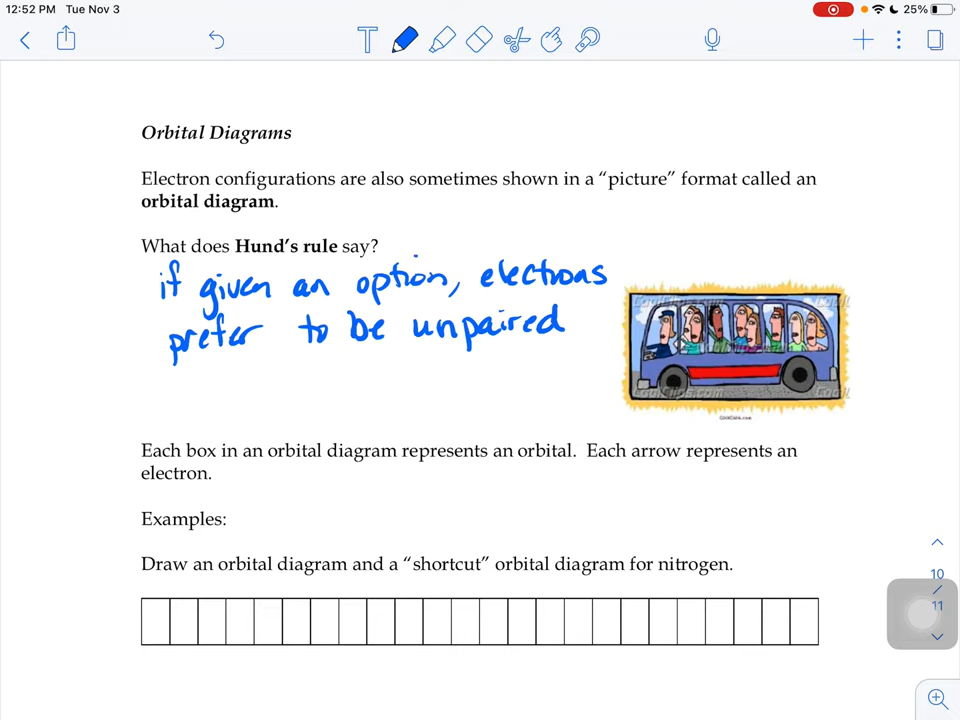 12:52 PM Tue Nov 3
25%
Orbital Diagrams
Electron configurations are also sometimes shown in a “picture” format called an
orbital diagram.
What does Hund’s rule say?
if given an option, electrons
prefer to be unpaired
CoolClips.com
Each box in an orbital diagram represents an orbital. Each arrow represents an
electron.
Examples:
Draw an orbital diagram and a “shortcut” orbital diagram for nitrogen.
10
/
11